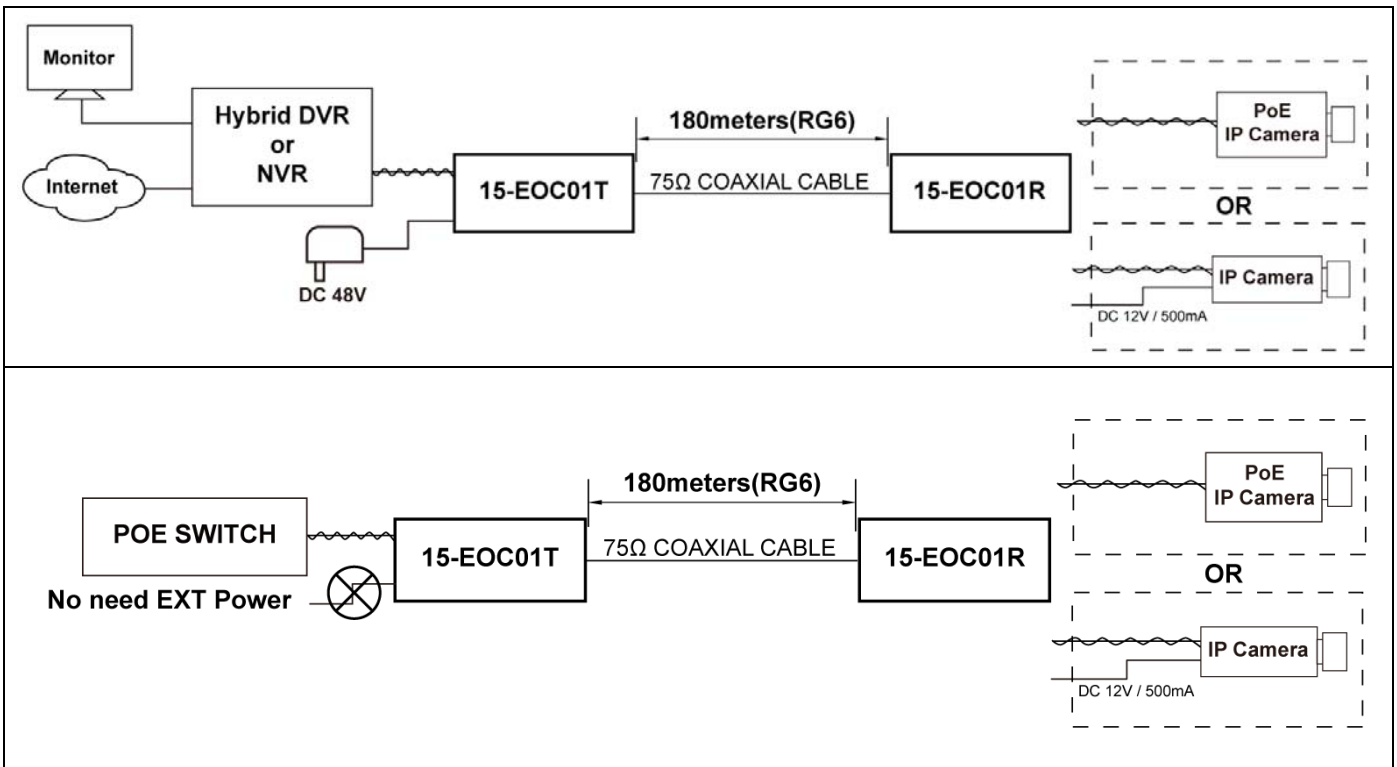 Monitor
Internet
Hybrid DVR
or
NVR
DC 48V
15-EOC01T
180meters(RG6)
75Ω COAXIAL CABLE
15-EOC01R
PoE
IP Camera
OR
IP Camera
DC 12V / 500mA
POE SWITCH
No need EXT Power
15-EOC01T
180meters(RG6)
75Ω COAXIAL CABLE
15-EOC01R
PoE
IP Camera
OR
IP Camera
DC 12V / 500mA